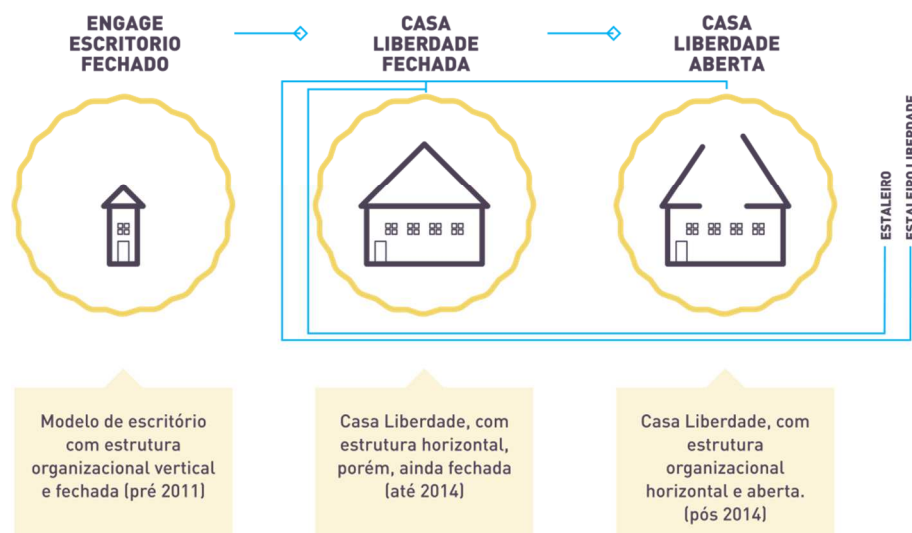 ENGAGE
ESCRITORIO
FECHADO
CASA
LIBERDADE
FECHADA
CASA
LIBERDADE
ABERTA
ESTALEIRO
ESTALEIRO LIBERDADE
Modelo de escritório
com estrutura
organizacional vertical
e fechada (pré 2011)
Casa Liberdade, com
estrutura horizontal,
porém, ainda fechada
(até 2014)
Casa Liberdade, com
estrutura
organizacional
horizontal e aberta.
(pós 2014)